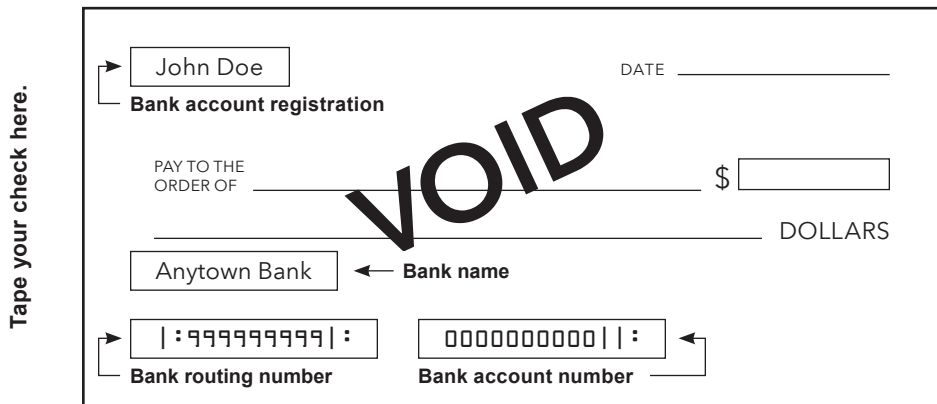 Tape your check here.
John Doe
DATE
Bank account registration
VOID
PAY TO THE
ORDER OF
$
DOLLARS
Anytown Bank
Bank name
|:999999999|:
0000000000||:
Bank routing number
Bank account number